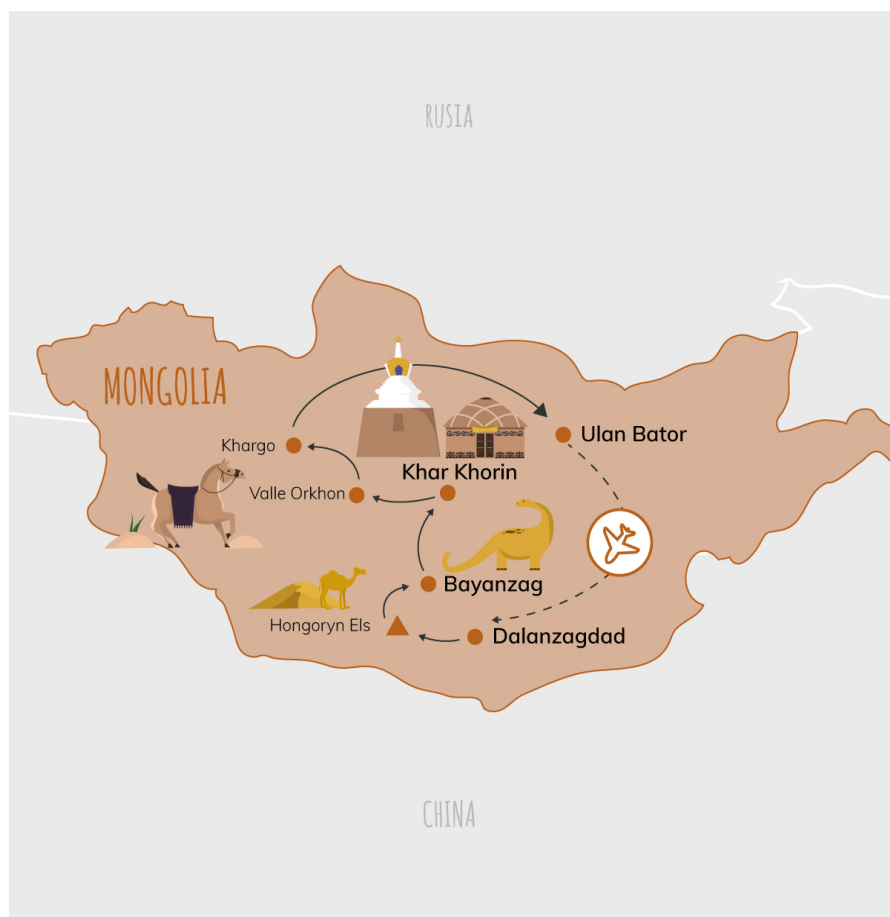 RUSIA
MONGOLIA
Ulan Bator
Khargo
Khar Khorin
Valle Orkhon
Bayanzag
Hongoryn Els
Dalanzagdad
CHINA